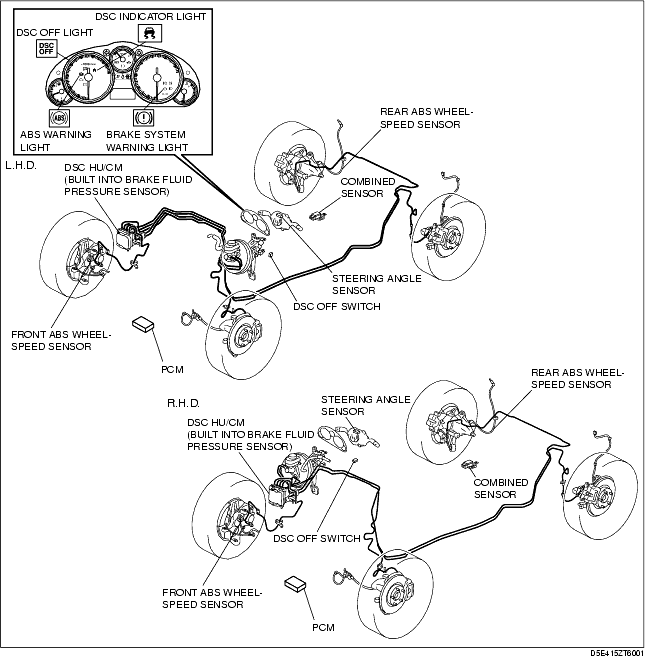 DSC INDICATOR LIGHT
DSC OFF LIGHT
DSC
OFF
ABS
ABS WARNING
LIGHT
BRAKE SYSTEM
WARNING LIGHT
L.H.D.
DSC HU/CM
(BUILT INTO BRAKE FLUID
PRESSURE SENSOR)
REAR ABS WHEEL-
SPEED SENSOR
COMBINED
SENSOR
STEERING ANGLE
SENSOR
DSC OFF SWITCH
FRONT ABS WHEEL-
SPEED SENSOR
PCM
R.H.D.
STEERING ANGLE
SENSOR
REAR ABS WHEEL-
SPEED SENSOR
DSC HU/CM
(BUILT INTO BRAKE FLUID
PRESSURE SENSOR)
COMBINED
SENSOR
DSC OFF SWITCH
FRONT ABS WHEEL-
SPEED SENSOR
PCM
D5E415ZT6001